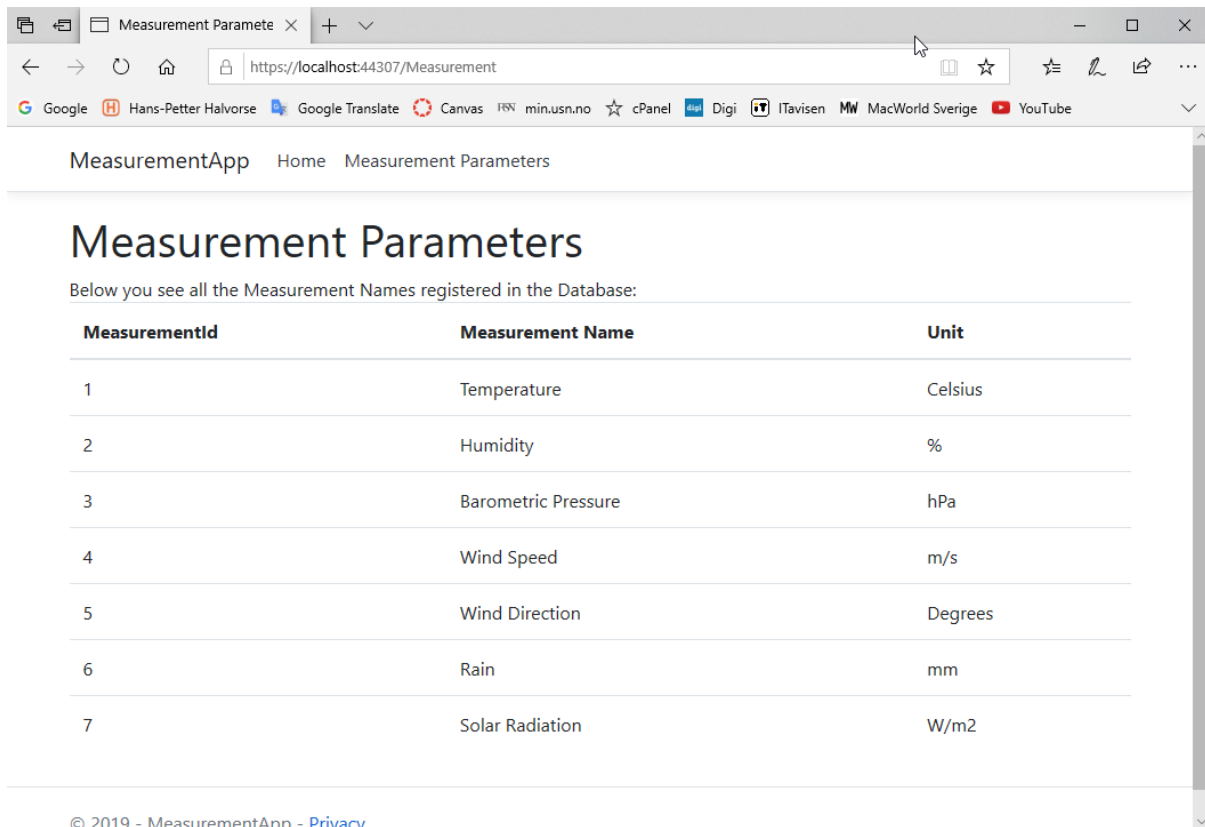 Measurement Paramete
https://localhost:44307/Measurement
Google Hans-Petter Halvorse Google Translate Canvas min.usn.no cPanel digi Digi iT ITavisen MW MacWorld Sverige YouTube
MeasurementApp Home Measurement Parameters
Measurement Parameters
Below you see all the Measurement Names registered in the Database:
MeasurementId Measurement Name Unit
1 Temperature Celsius
2 Humidity %
3 Barometric Pressure hPa
4 Wind Speed m/s
5 Wind Direction Degrees
6 Rain mm
7 Solar Radiation W/m2
© 2019 - MeasurementApp - Privacy